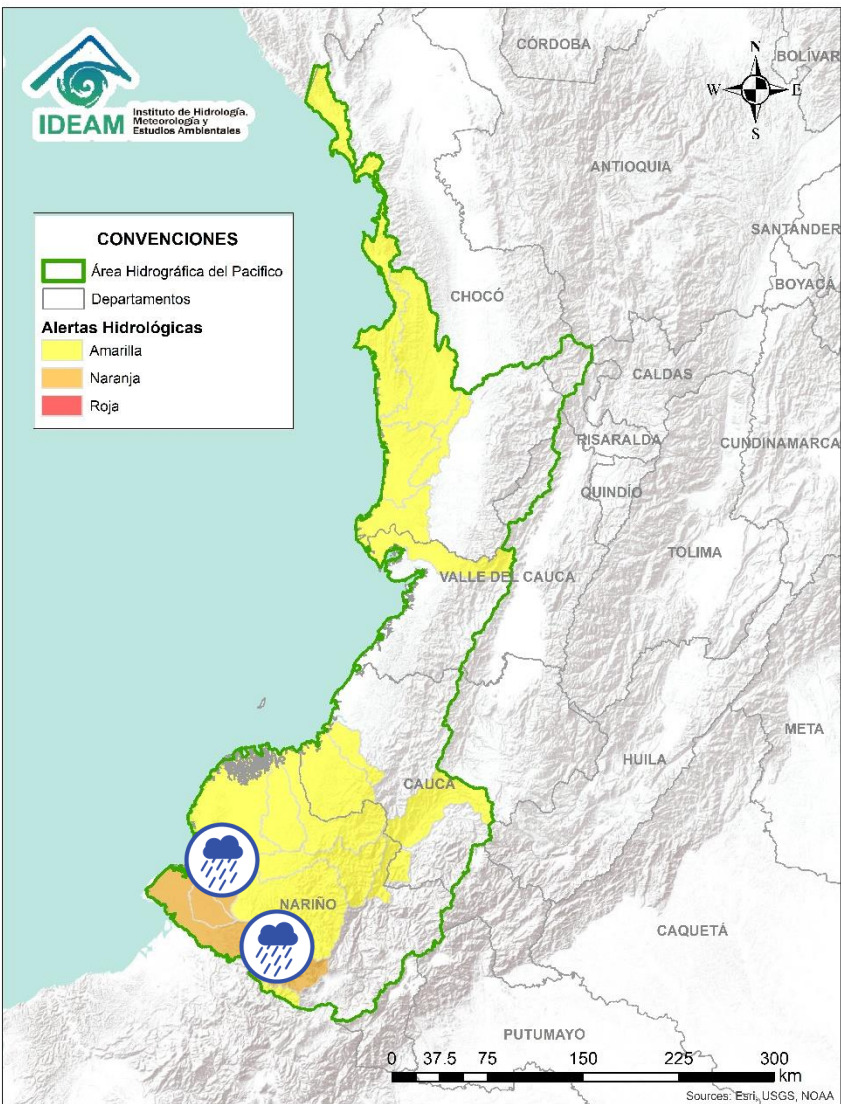 IDEAM
Instituto de Hidrología,
Meteorología y
Estudios Ambientales
CÓRDOBA
BOLÍVAR
N
W
E
S
ANTIOQUIA
SANTANDER
BOYACÁ
CONVENCIONES
Área Hidrográfica del Pacifico
Departamentos
Alertas Hidrológicas
Amarilla
Naranja
Roja
CHOCÓ
CALDAS
RISARALDA
CUNDINAMARCA
QUINDÍO
TOLIMA
VALLE DEL CAUCA
META
HUILA
CAUCA
NARIÑO
CAQUETÁ
PUTUMAYO
0 37.5 75 150 225 300
km
Sources: Esri, USGS, NOAA